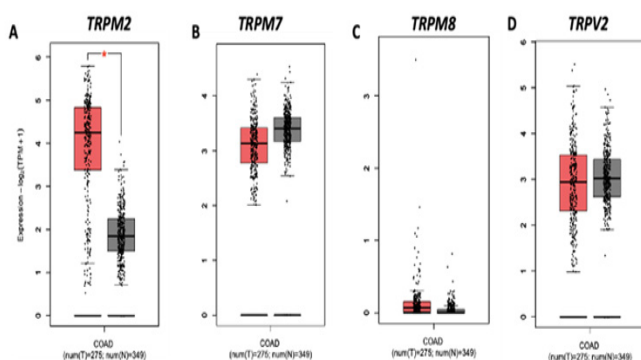 A TRPM2
B TRPM7
C TRPM8
D TRPV2
Expression − log₂(TPM + 1)
6
5
4
3
2
1
0
COAD
(num(T)=275; num(N)=349)
4
3
2
1
0
COAD
(num(T)=275; num(N)=349)
3
2
1
0
COAD
(num(T)=275; num(N)=349)
6
5
4
3
2
1
0
COAD
(num(T)=275; num(N)=349)